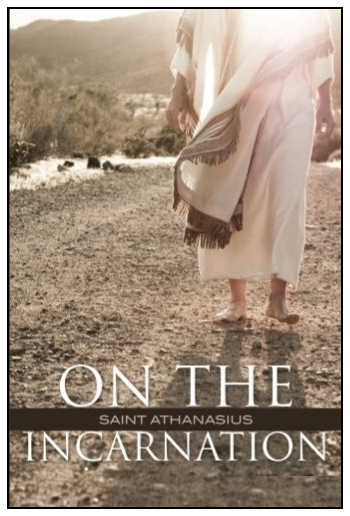 ON THE
SAINT ATHANASIUS
INCARNATION